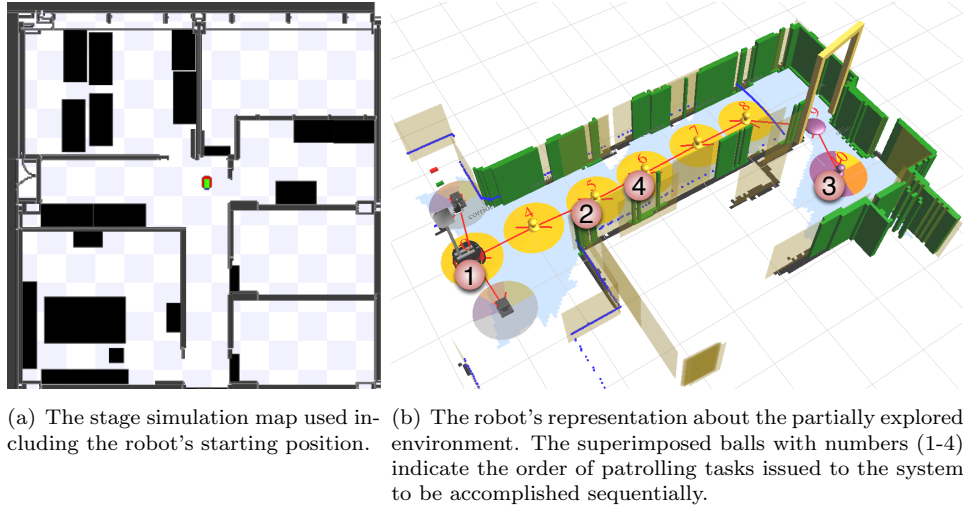 4
5
6
7
8
9
1
2
4
3
(a) The stage simulation map used in-
cluding the robot's starting position.
(b) The robot's representation about the partially explored
environment. The superimposed balls with numbers (1-4)
indicate the order of patrolling tasks issued to the system
to be accomplished sequentially.